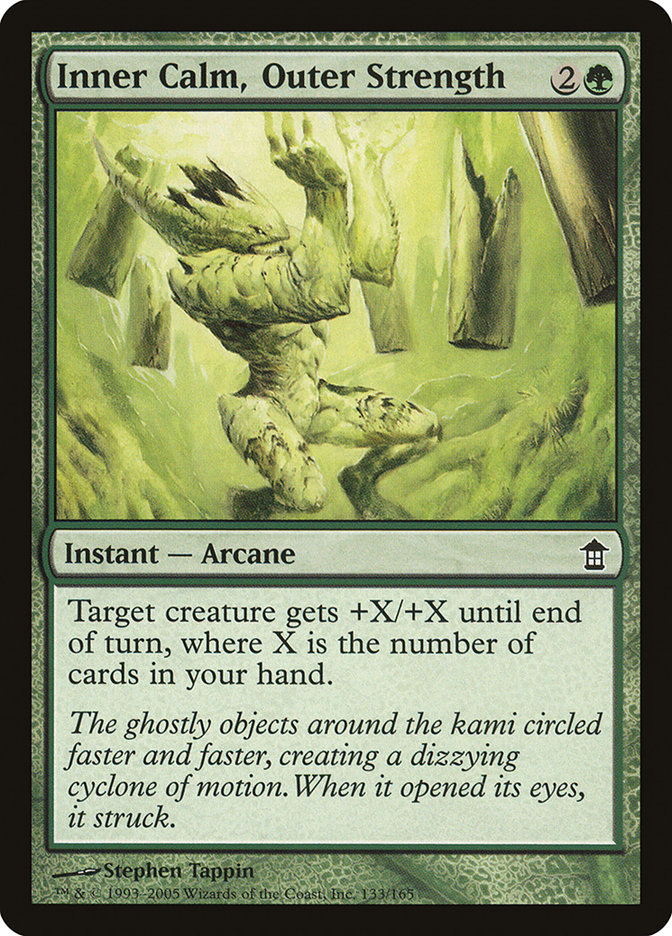 Inner Calm, Outer Strength 2
Instant — Arcane
Target creature gets +X/+X until end
of turn, where X is the number of
cards in your hand.
The ghostly objects around the kami circled
faster and faster, creating a dizzying
cyclone of motion. When it opened its eyes,
it struck.
Stephen Tappin
™ & © 1993–2005 Wizards of the Coast, Inc. 133/165